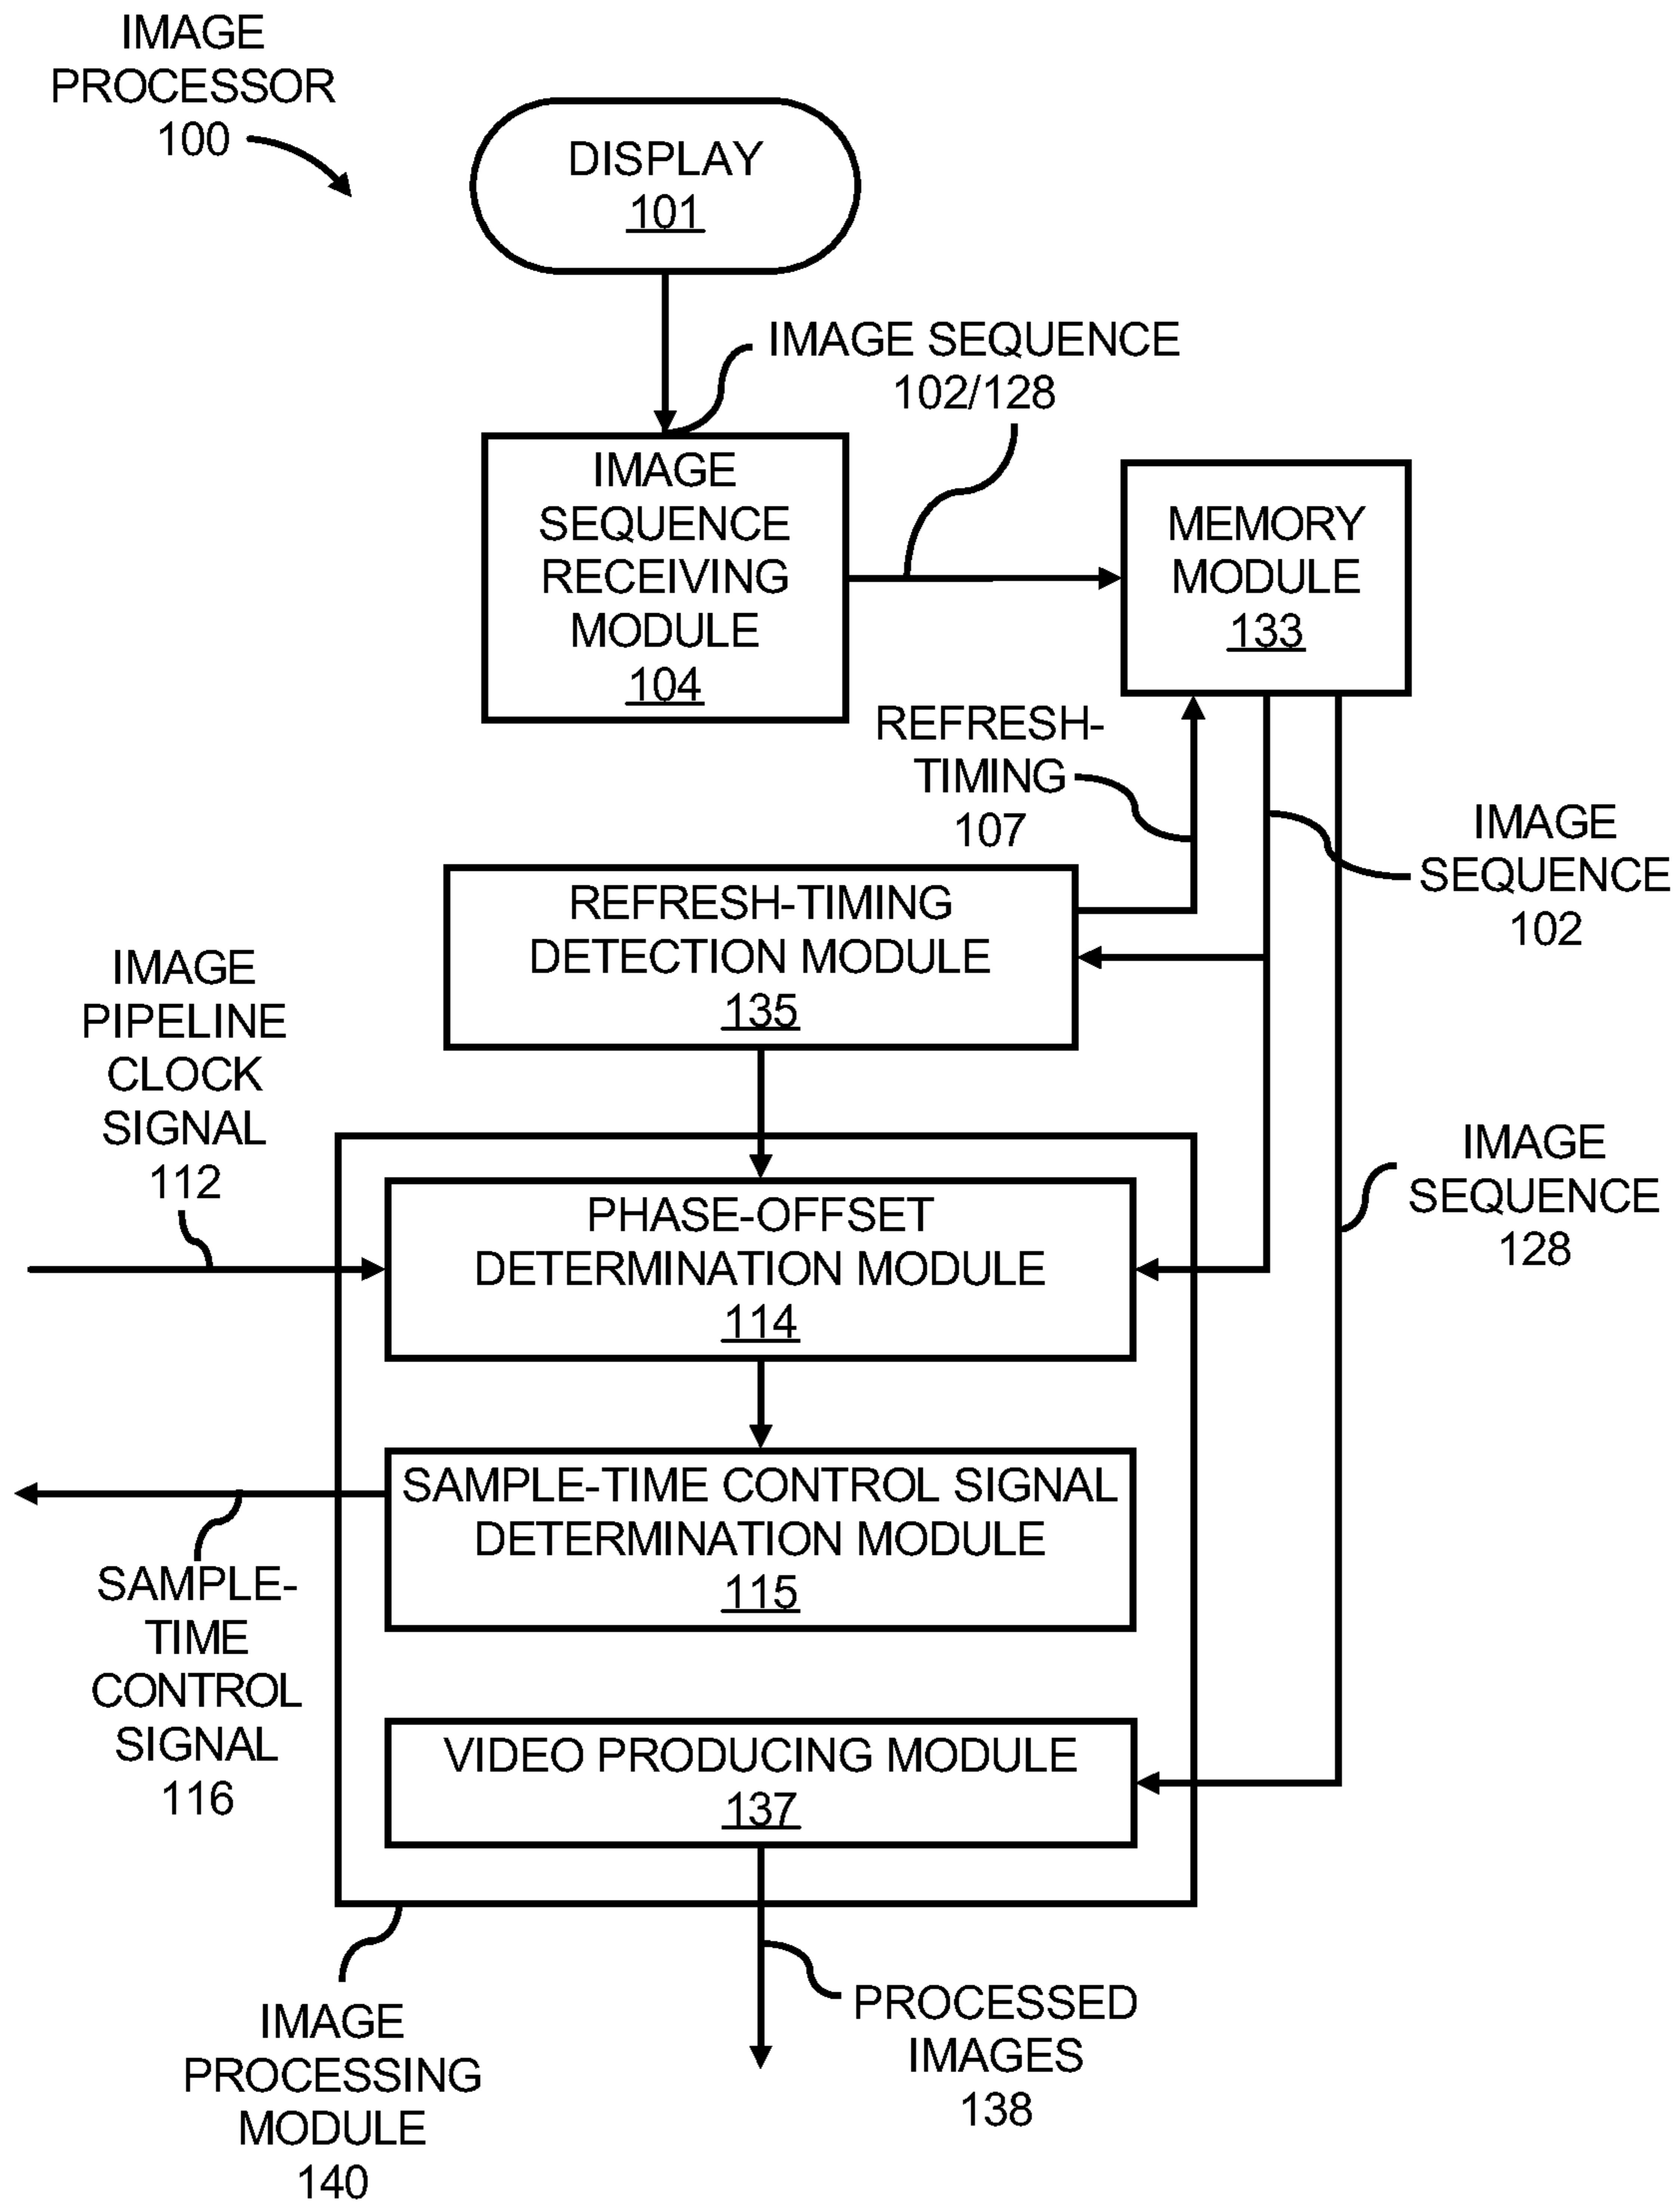 IMAGE
PROCESSOR
100
DISPLAY
101
IMAGE SEQUENCE
102/128
IMAGE
SEQUENCE
RECEIVING
MODULE
104
MEMORY
MODULE
133
REFRESH-
TIMING
107
IMAGE
SEQUENCE
102
REFRESH-TIMING
DETECTION MODULE
135
IMAGE
PIPELINE
CLOCK
SIGNAL
112
IMAGE
SEQUENCE
128
PHASE-OFFSET
DETERMINATION MODULE
114
SAMPLE-TIME CONTROL SIGNAL
DETERMINATION MODULE
115
SAMPLE-
TIME
CONTROL
SIGNAL
116
VIDEO PRODUCING MODULE
137
PROCESSED
IMAGES
138
IMAGE
PROCESSING
MODULE
140